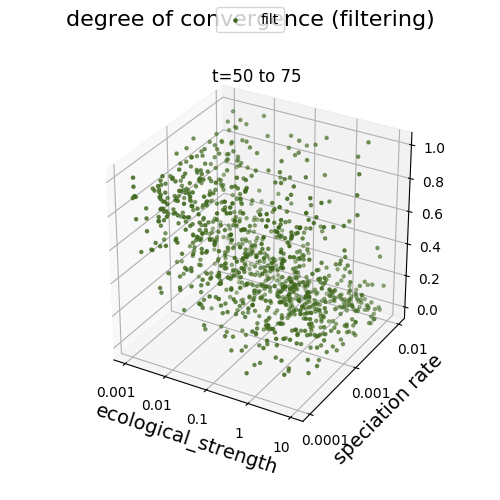 degree of convergence (filtering)
filt
t=50 to 75
1.0
0.8
0.6
0.4
0.2
0.0
0.01
0.001
0.0001
speciation rate
0.001
0.01
0.1
1
10
ecological_strength